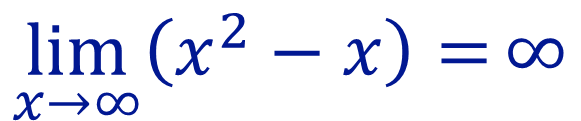 lim (x² − x) = ∞
x→∞